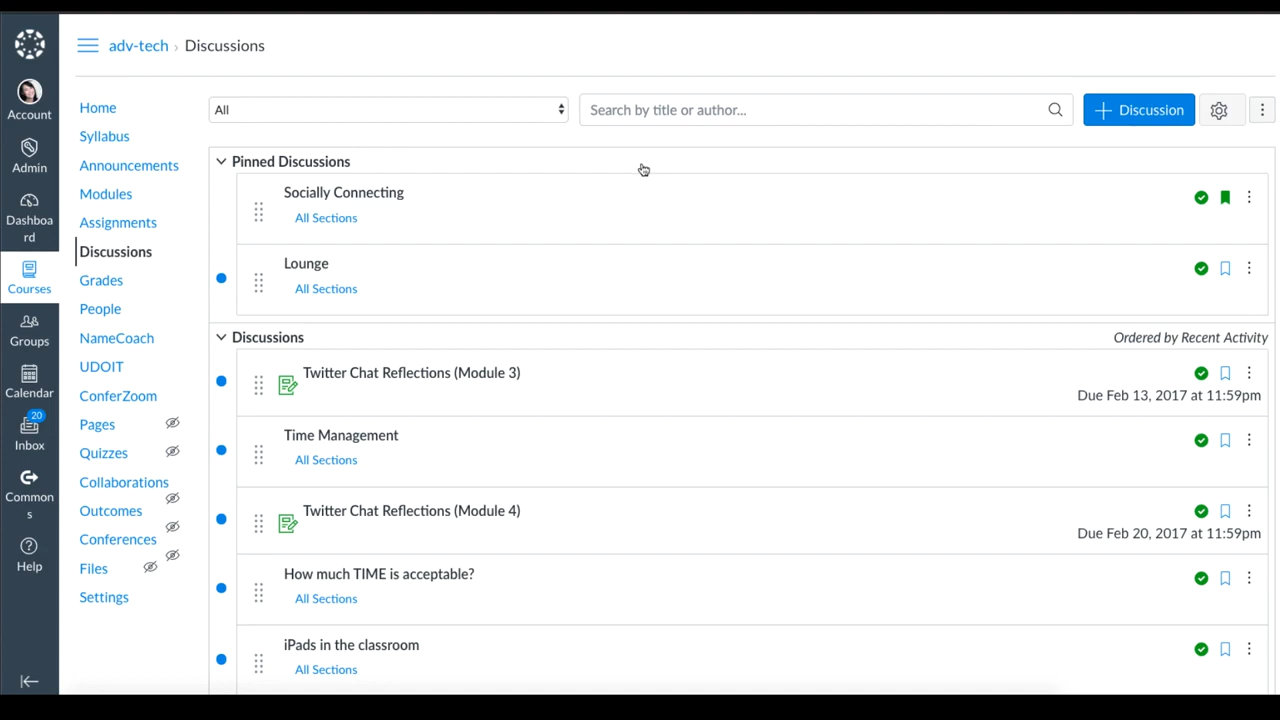 adv-tech › Discussions
Account
Admin
Dashboa
rd
Courses
Groups
Calendar
20
Inbox
Common
s
Help
Home
Syllabus
Announcements
Modules
Assignments
Discussions
Grades
People
NameCoach
UDOIT
ConferZoom
Pages
Quizzes
Collaborations
Outcomes
Conferences
Files
Settings
All
Search by title or author...
Discussion
Pinned Discussions
Socially Connecting
All Sections
Lounge
All Sections
Discussions
Ordered by Recent Activity
Twitter Chat Reflections (Module 3)
Due Feb 13, 2017 at 11:59pm
Time Management
All Sections
Twitter Chat Reflections (Module 4)
Due Feb 20, 2017 at 11:59pm
How much TIME is acceptable?
All Sections
iPads in the classroom
All Sections